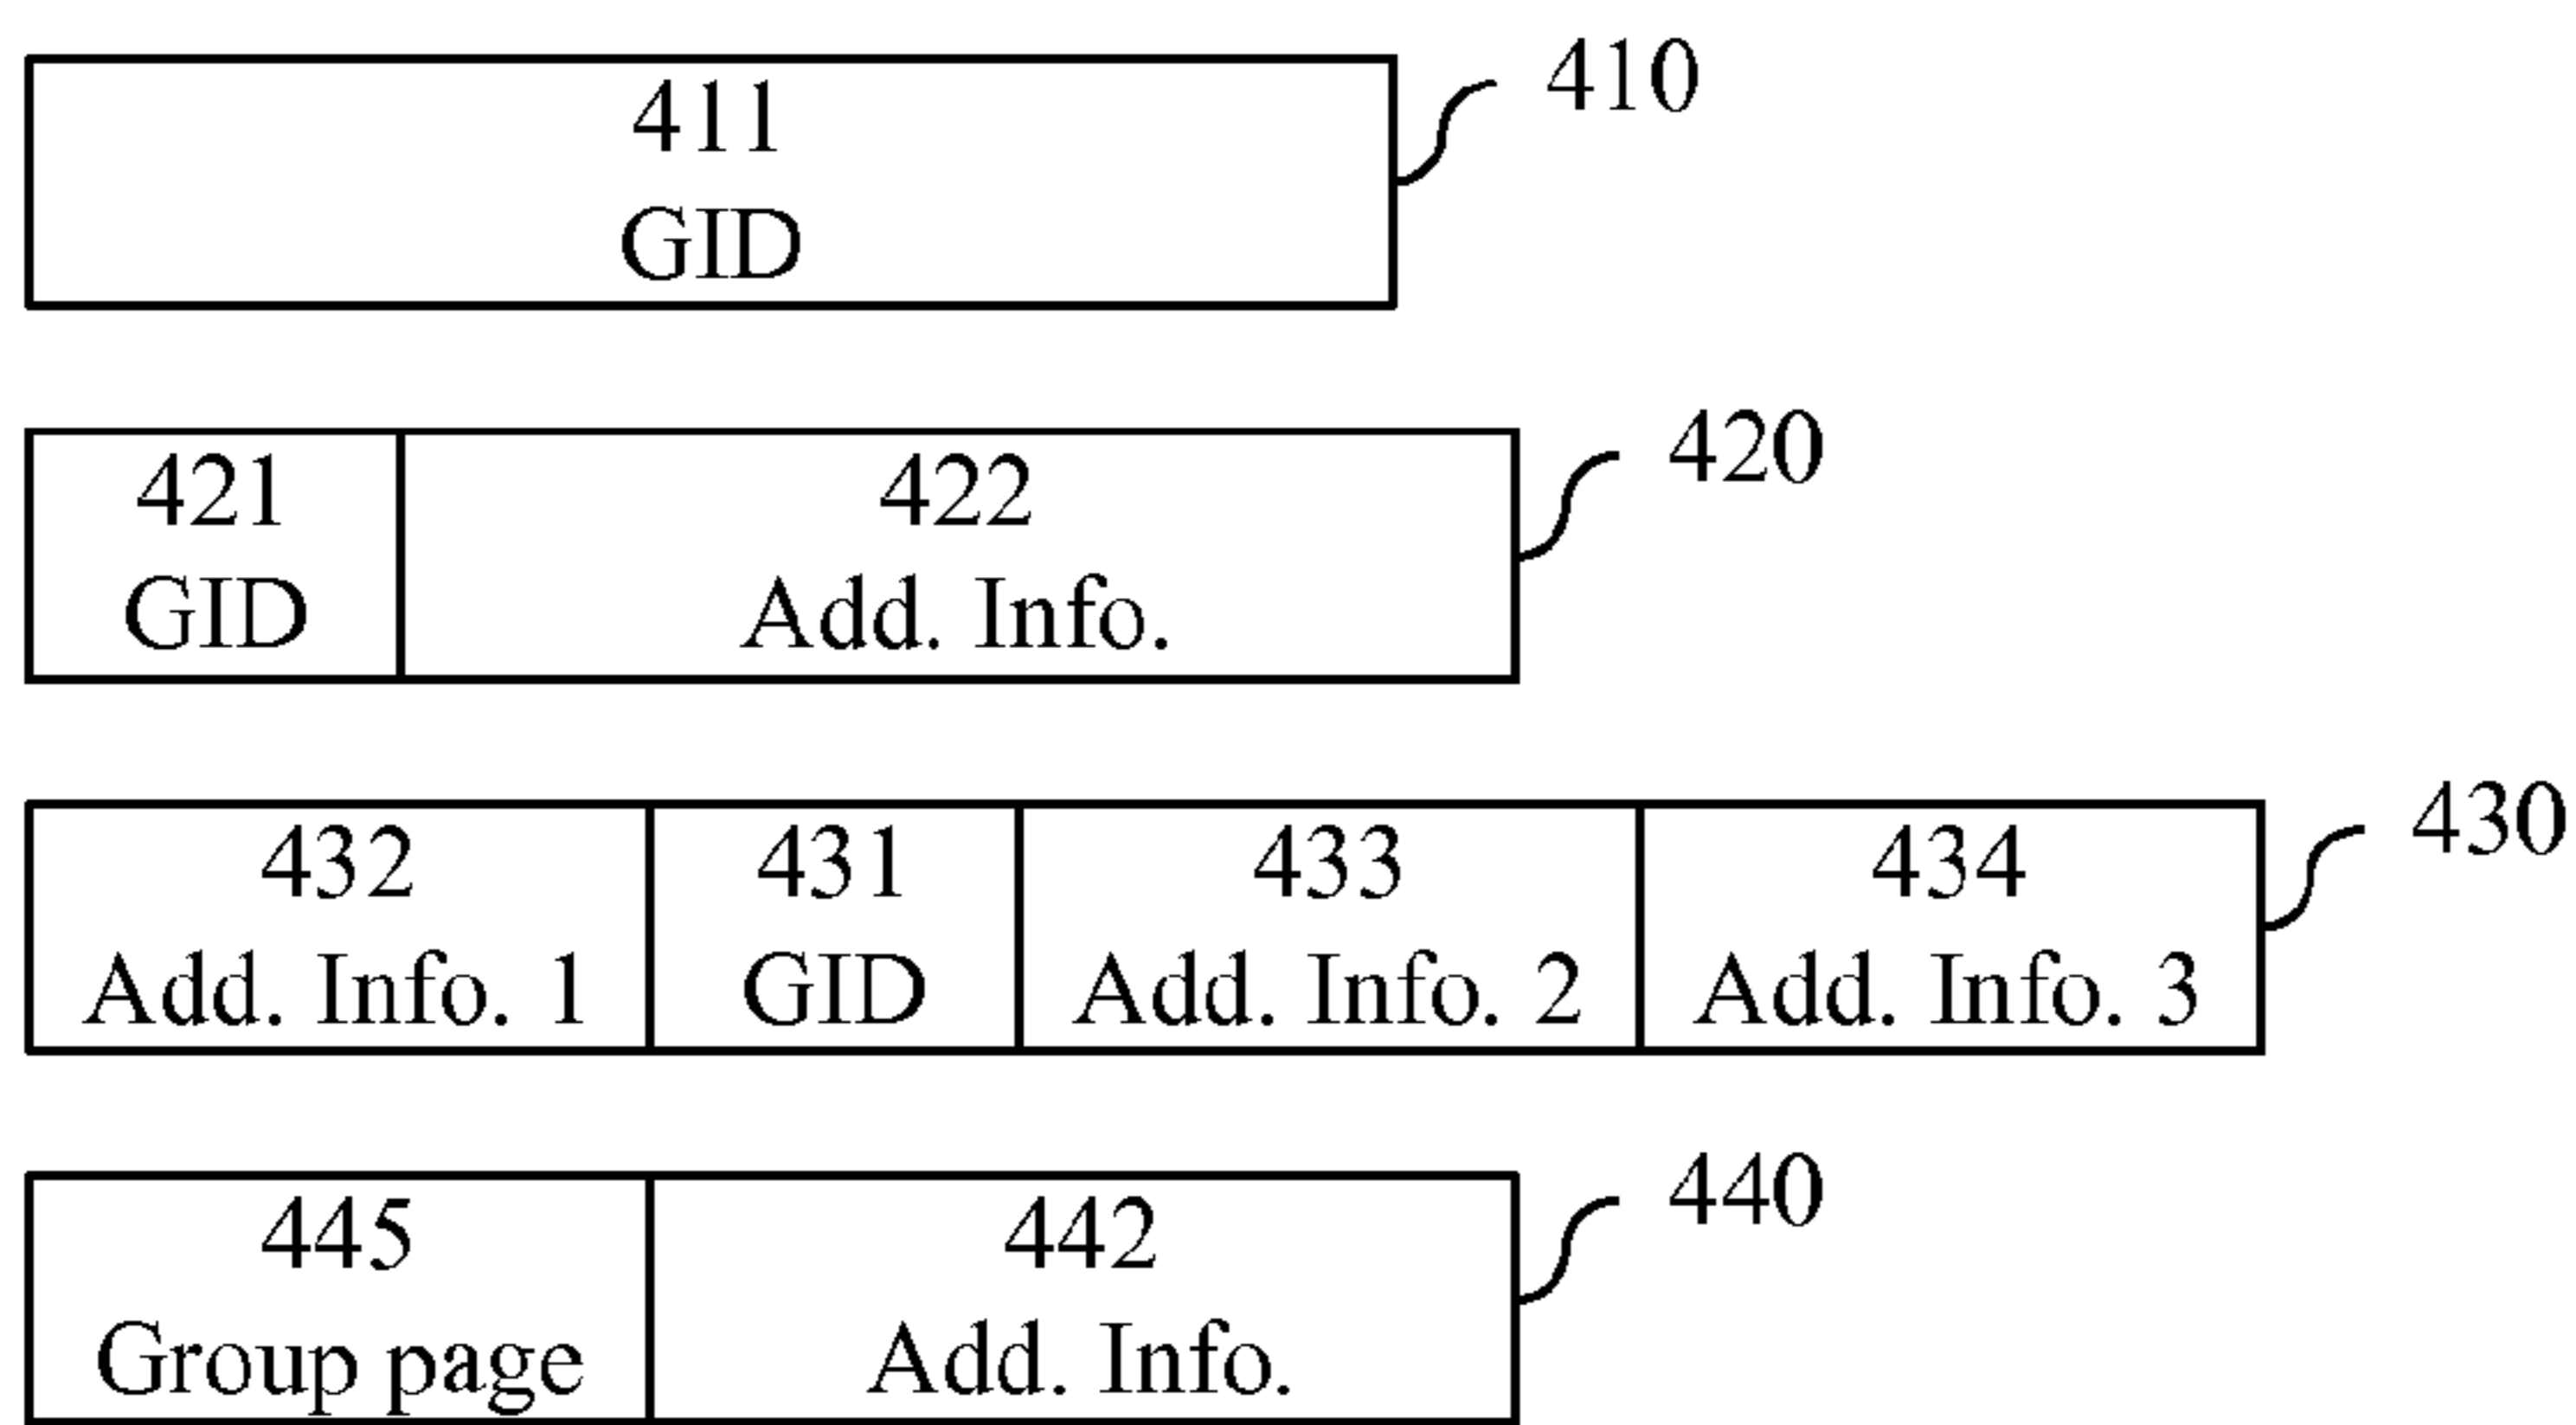 411
GID
410
421
GID
422
Add. Info.
420
432
Add. Info. 1
431
GID
433
Add. Info. 2
434
Add. Info. 3
430
445
Group page
442
Add. Info.
440